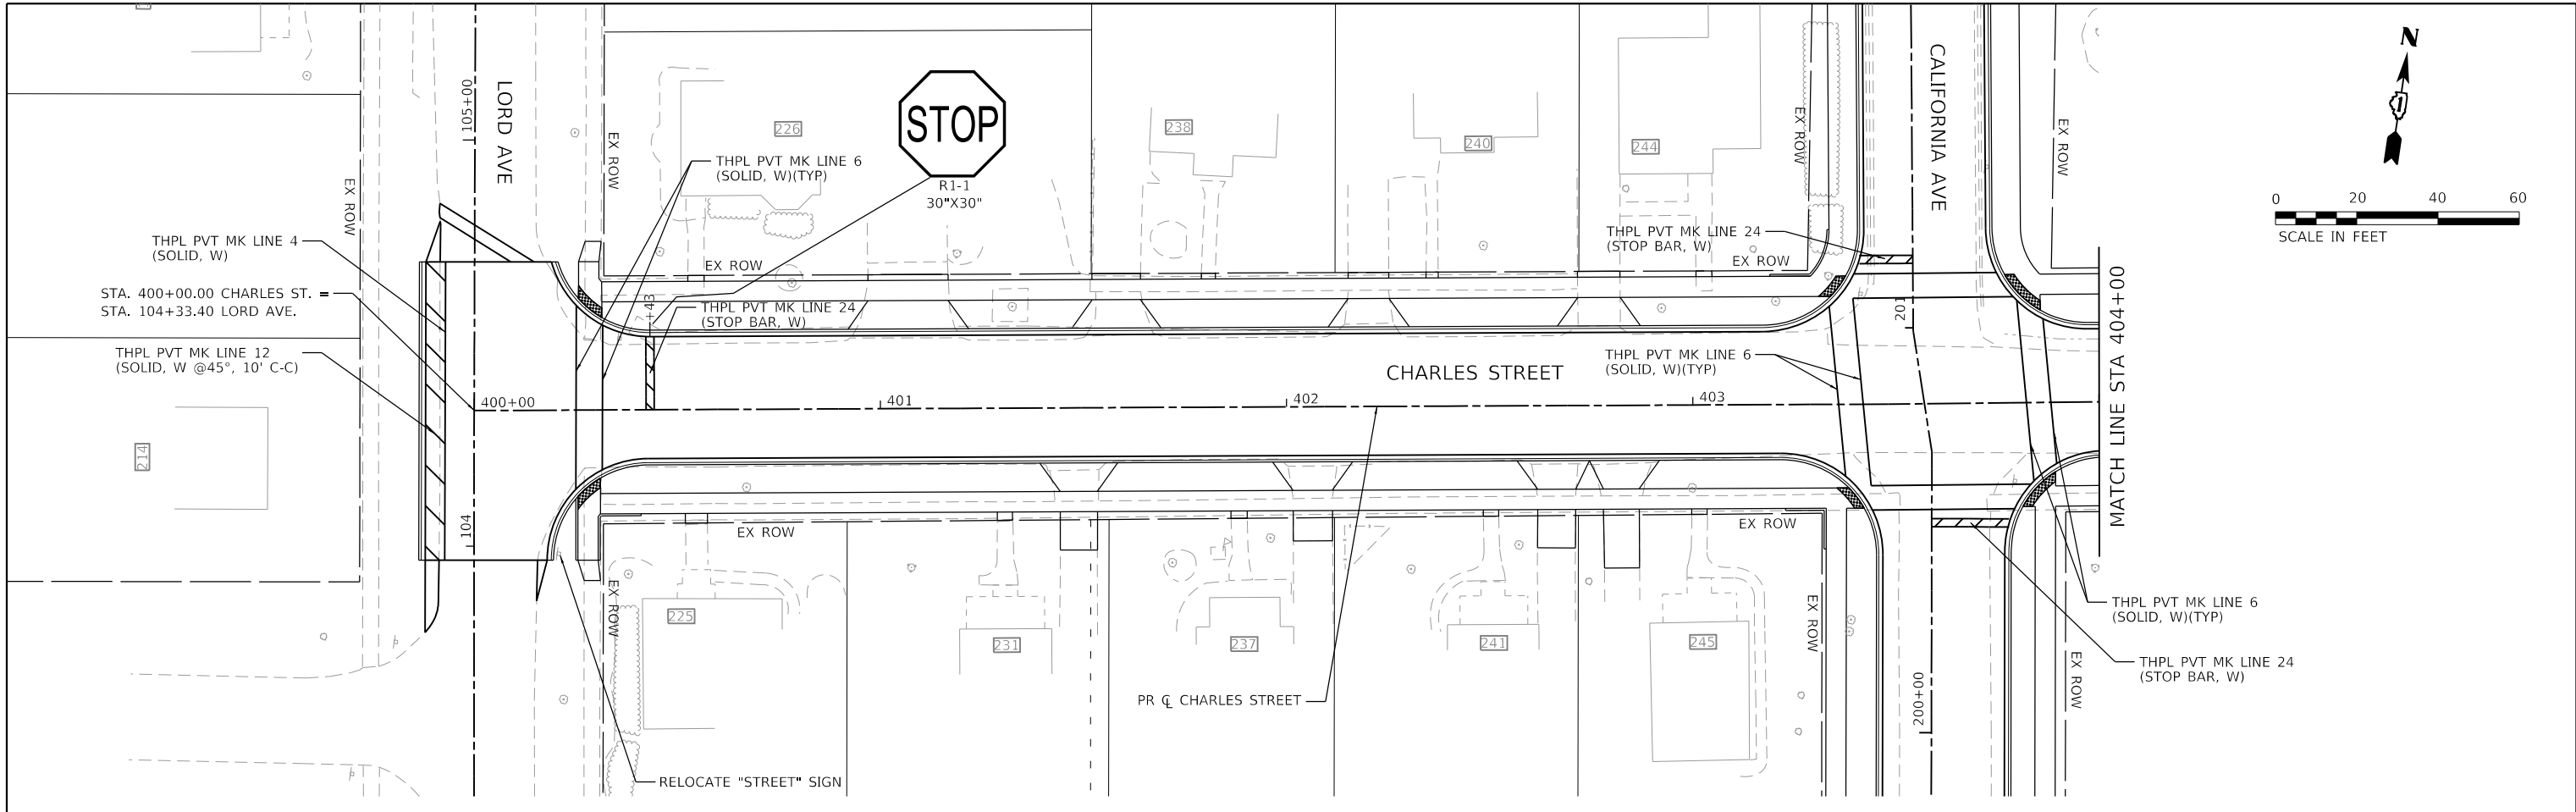 105+00
LORD AVE
EX ROW
EX ROW
226
STOP
R1-1
30"X30"
THPL PVT MK LINE 6
(SOLID, W)(TYP)
238
240
244
EX ROW
CALIFORNIA AVE
EX ROW
N
1
0 20 40 60
SCALE IN FEET
THPL PVT MK LINE 4
(SOLID, W)
STA. 400+00.00 CHARLES ST. =
STA. 104+33.40 LORD AVE.
THPL PVT MK LINE 12
(SOLID, W @45°, 10' C-C)
EX ROW
+43
THPL PVT MK LINE 24
(STOP BAR, W)
THPL PVT MK LINE 24
(STOP BAR, W)
EX ROW
201
MATCH LINE STA 404+00
THPL PVT MK LINE 6
(SOLID, W)(TYP)
CHARLES STREET
400+00
401
402
403
214
104
EX ROW
EX ROW
EX ROW
225
231
237
241
245
EX ROW
EX ROW
200+00
THPL PVT MK LINE 6
(SOLID, W)(TYP)
THPL PVT MK LINE 24
(STOP BAR, W)
PR ℄ CHARLES STREET
RELOCATE "STREET" SIGN